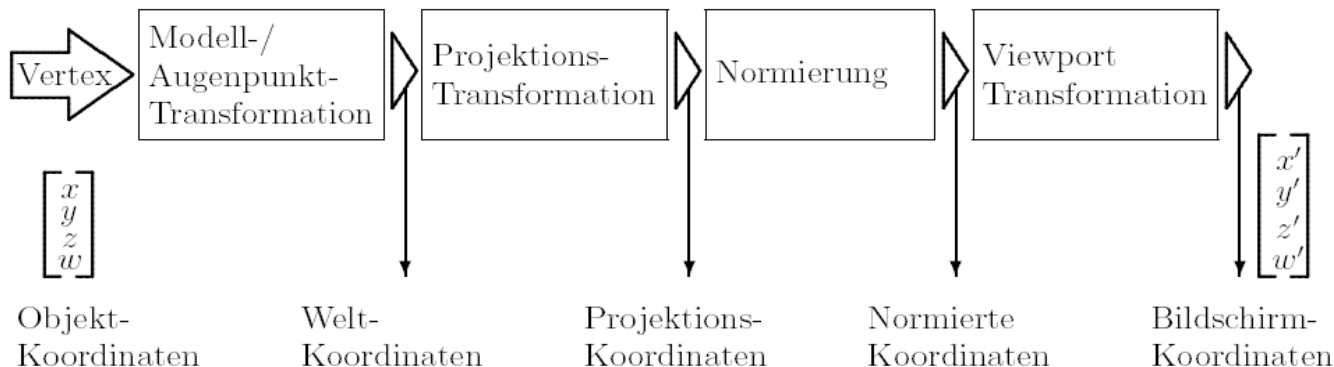 Vertex
Modell-/
Augenpunkt-
Transformation
Projektions-
Transformation
Normierung
Viewport
Transformation
x
y
z
w
x′
y′
z′
w′
Objekt-
Koordinaten
Welt-
Koordinaten
Projektions-
Koordinaten
Normierte
Koordinaten
Bildschirm-
Koordinaten